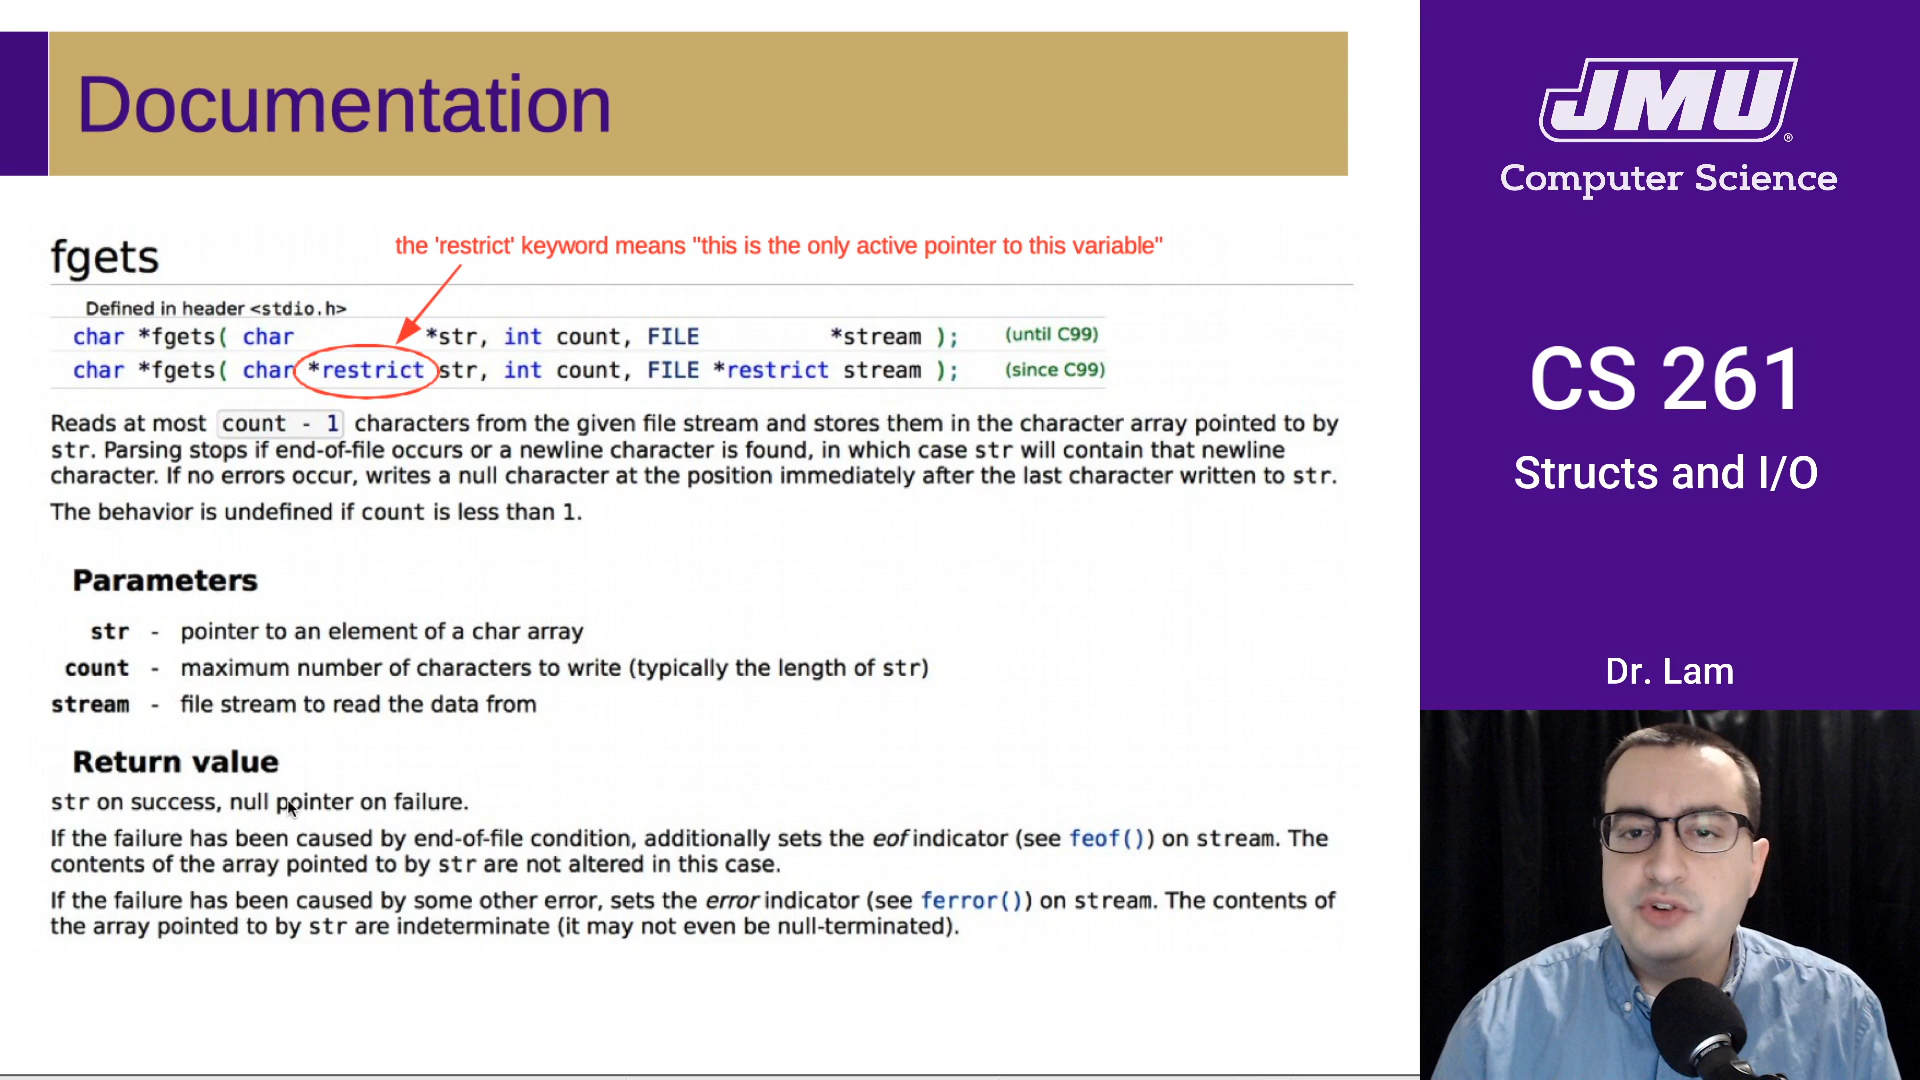 Documentation
fgets
the 'restrict' keyword means "this is the only active pointer to this variable"
Defined in header <stdio.h>
char *fgets( char          *str, int count, FILE          *stream );    (until C99)
char *fgets( char *restrict str, int count, FILE *restrict stream );    (since C99)
Reads at most count - 1 characters from the given file stream and stores them in the character array pointed to by
str. Parsing stops if end-of-file occurs or a newline character is found, in which case str will contain that newline
character. If no errors occur, writes a null character at the position immediately after the last character written to str.
The behavior is undefined if count is less than 1.
Parameters
str - pointer to an element of a char array
count - maximum number of characters to write (typically the length of str)
stream - file stream to read the data from
Return value
str on success, null pointer on failure.
If the failure has been caused by end-of-file condition, additionally sets the eof indicator (see feof()) on stream. The
contents of the array pointed to by str are not altered in this case.
If the failure has been caused by some other error, sets the error indicator (see ferror()) on stream. The contents of
the array pointed to by str are indeterminate (it may not even be null-terminated).
JMU®
Computer Science
CS 261
Structs and I/O
Dr. Lam